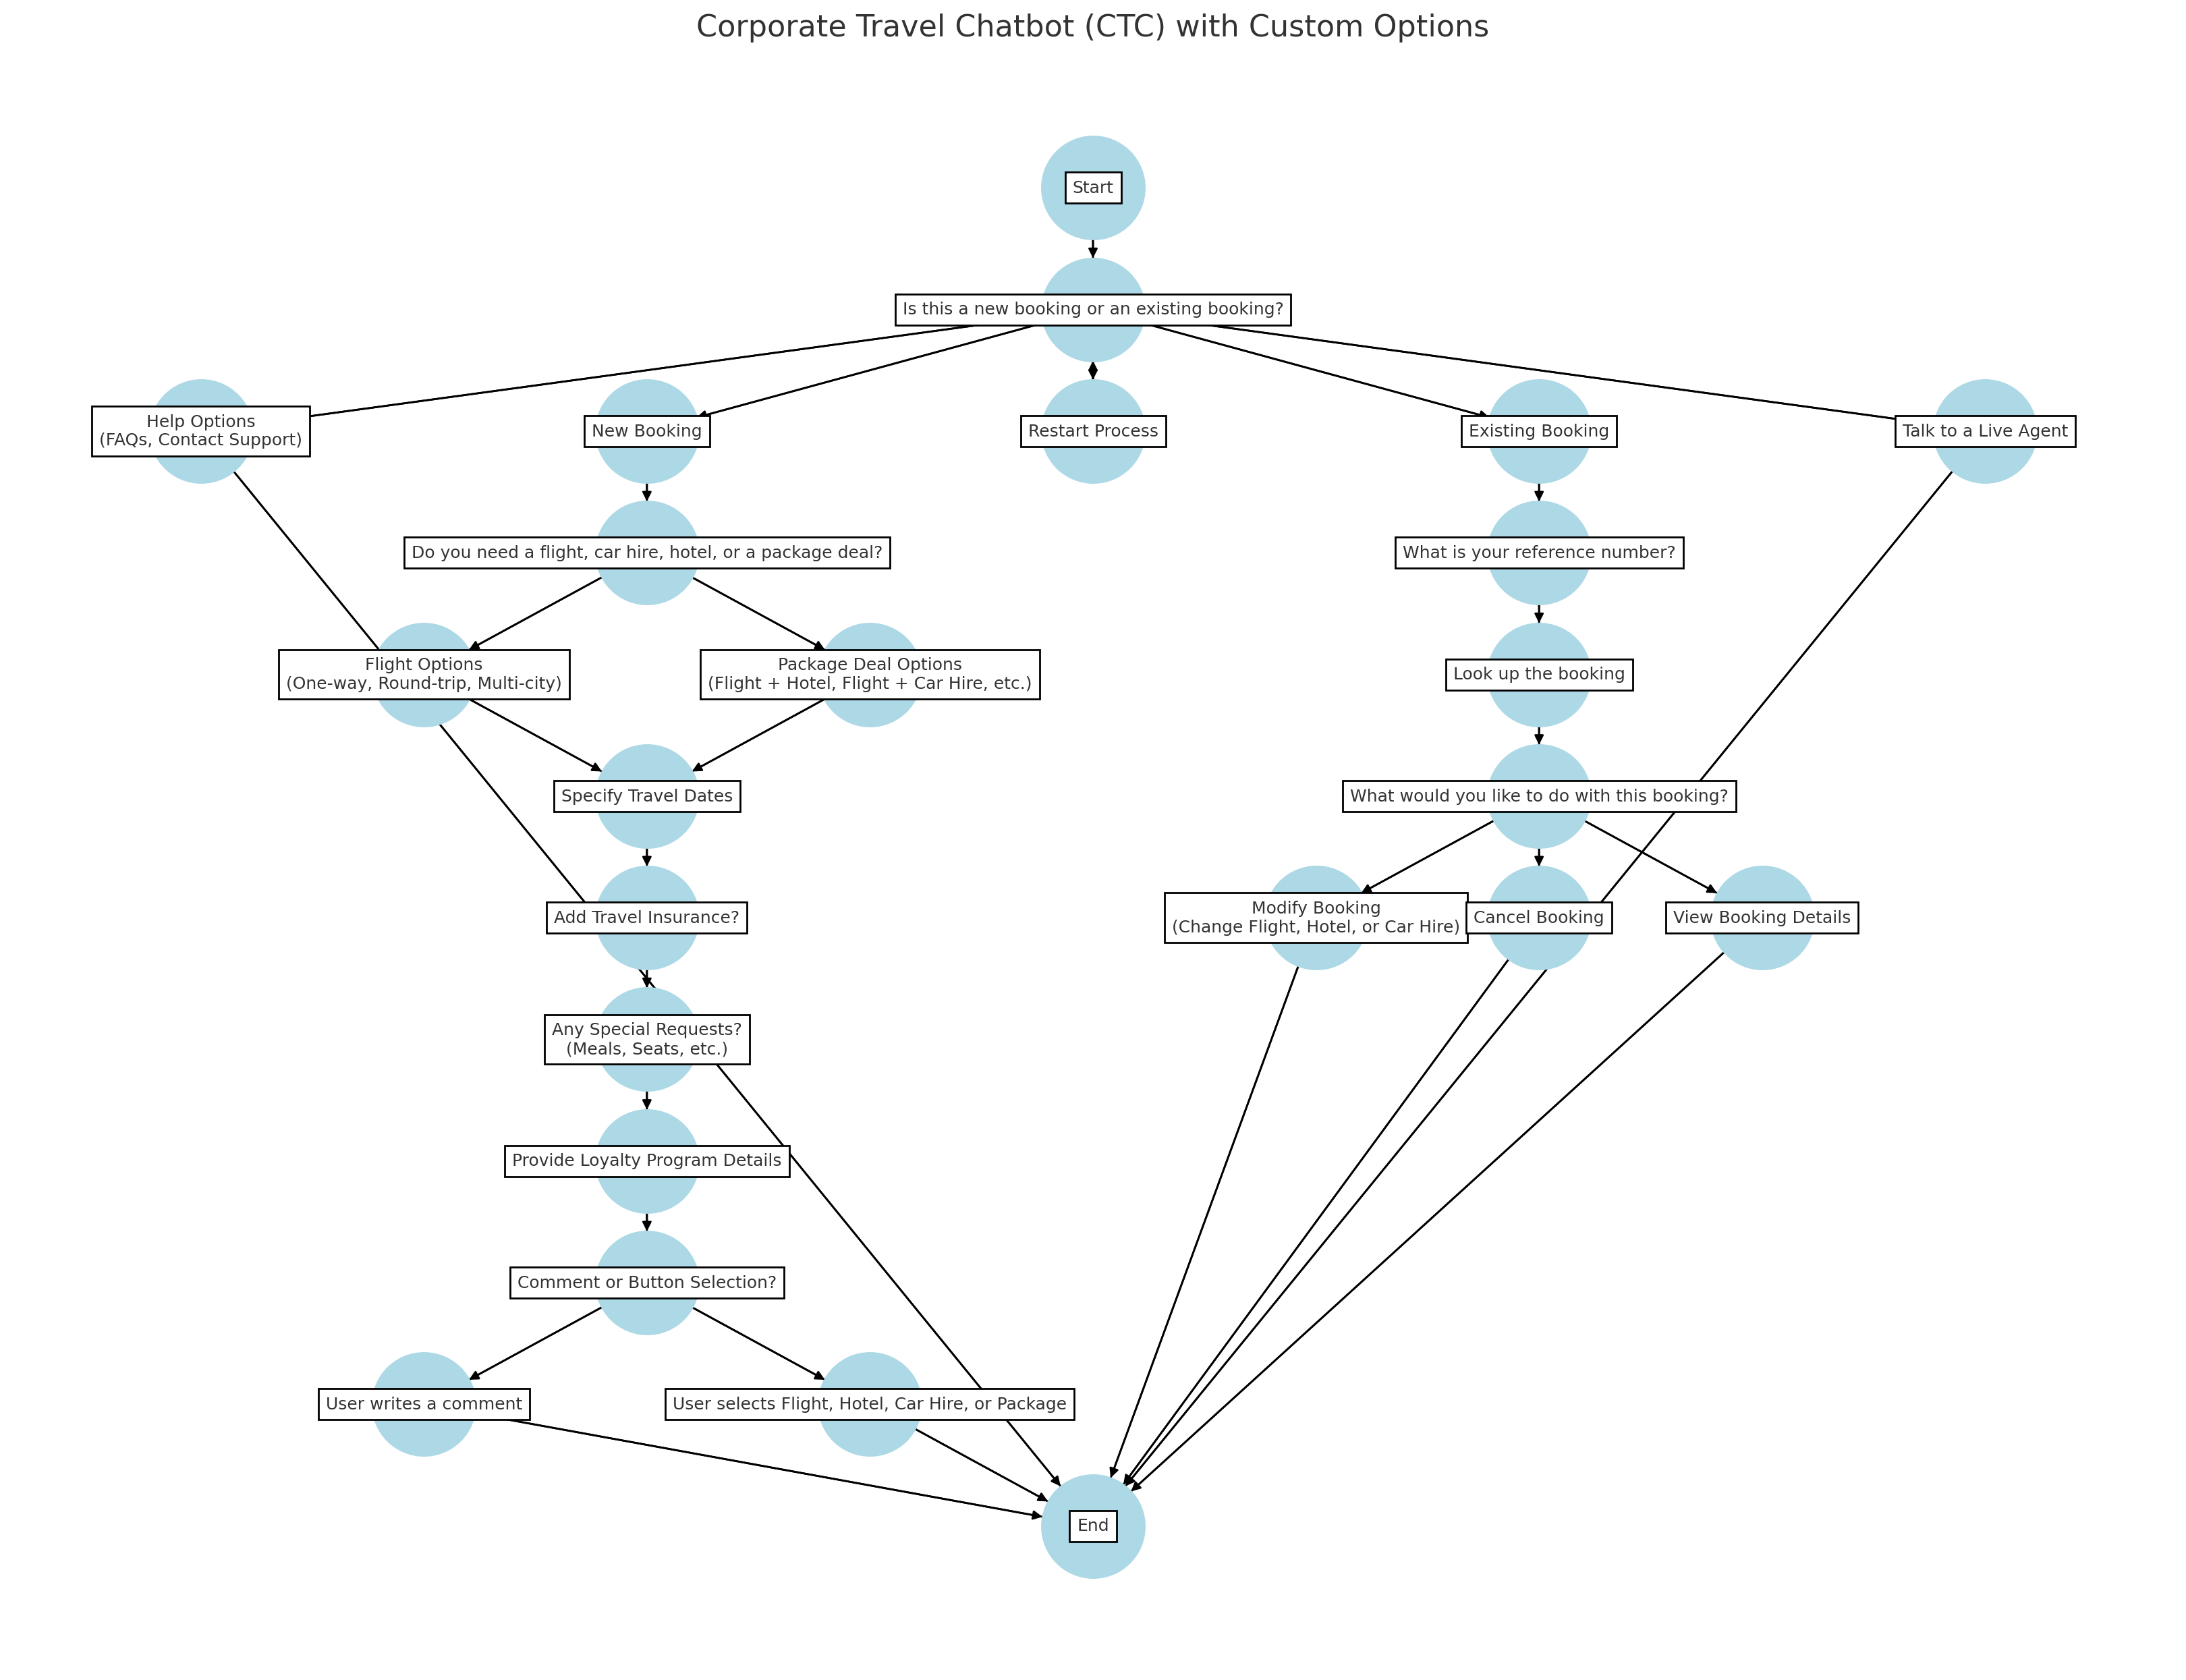 Corporate Travel Chatbot (CTC) with Custom Options
Start
Is this a new booking or an existing booking?
Help Options
(FAQs, Contact Support)
New Booking
Restart Process
Existing Booking
Talk to a Live Agent
Do you need a flight, car hire, hotel, or a package deal?
What is your reference number?
Flight Options
(One-way, Round-trip, Multi-city)
Package Deal Options
(Flight + Hotel, Flight + Car Hire, etc.)
Look up the booking
Specify Travel Dates
What would you like to do with this booking?
Add Travel Insurance?
Modify Booking
(Change Flight, Hotel, or Car Hire)
Cancel Booking
View Booking Details
Any Special Requests?
(Meals, Seats, etc.)
Provide Loyalty Program Details
Comment or Button Selection?
User writes a comment
User selects Flight, Hotel, Car Hire, or Package
End